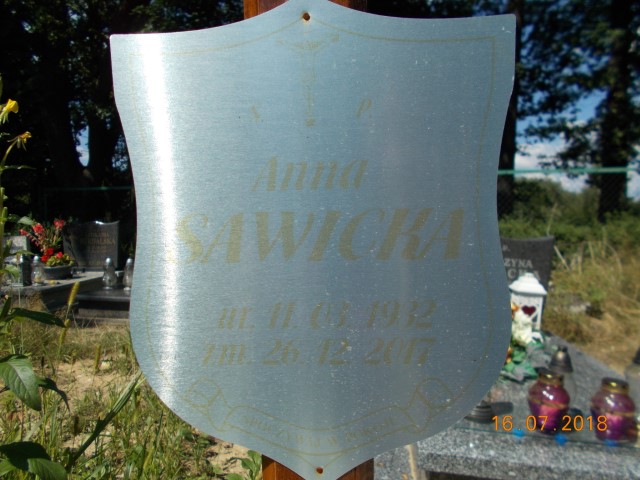 Ś P
Anna
SAWICKA
ur. 11. 03. 1932
zm. 26. 12. 2017
16.07.2018